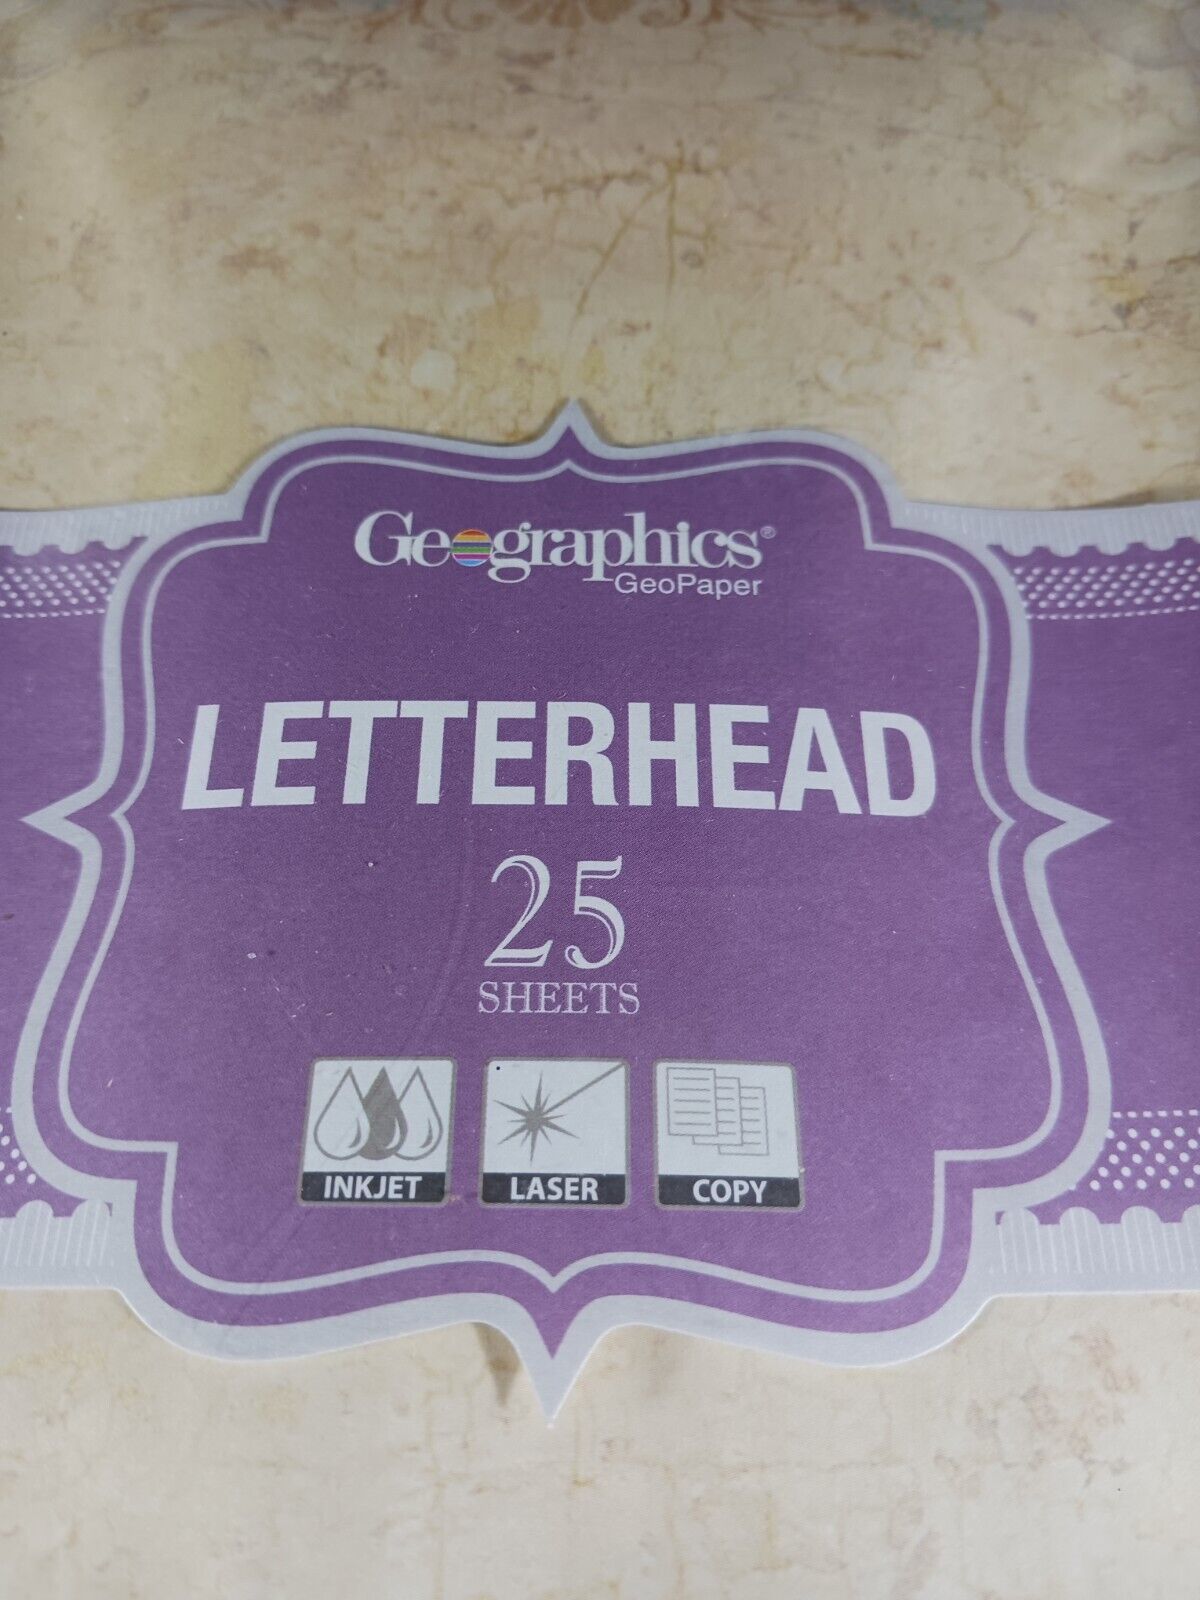 Geographics®
GeoPaper
LETTERHEAD
25
SHEETS
INKJET LASER COPY